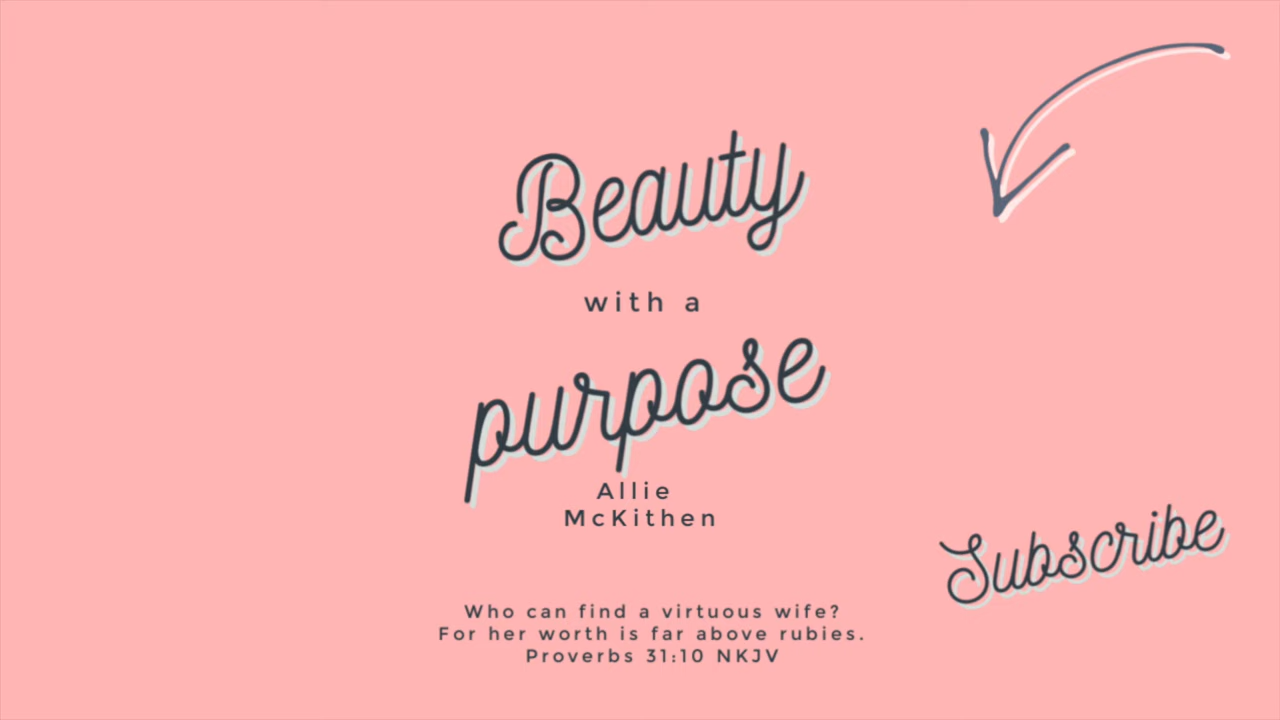 Beauty
with a
purpose
Allie
McKithen
Subscribe
Who can find a virtuous wife?
For her worth is far above rubies.
Proverbs 31:10 NKJV